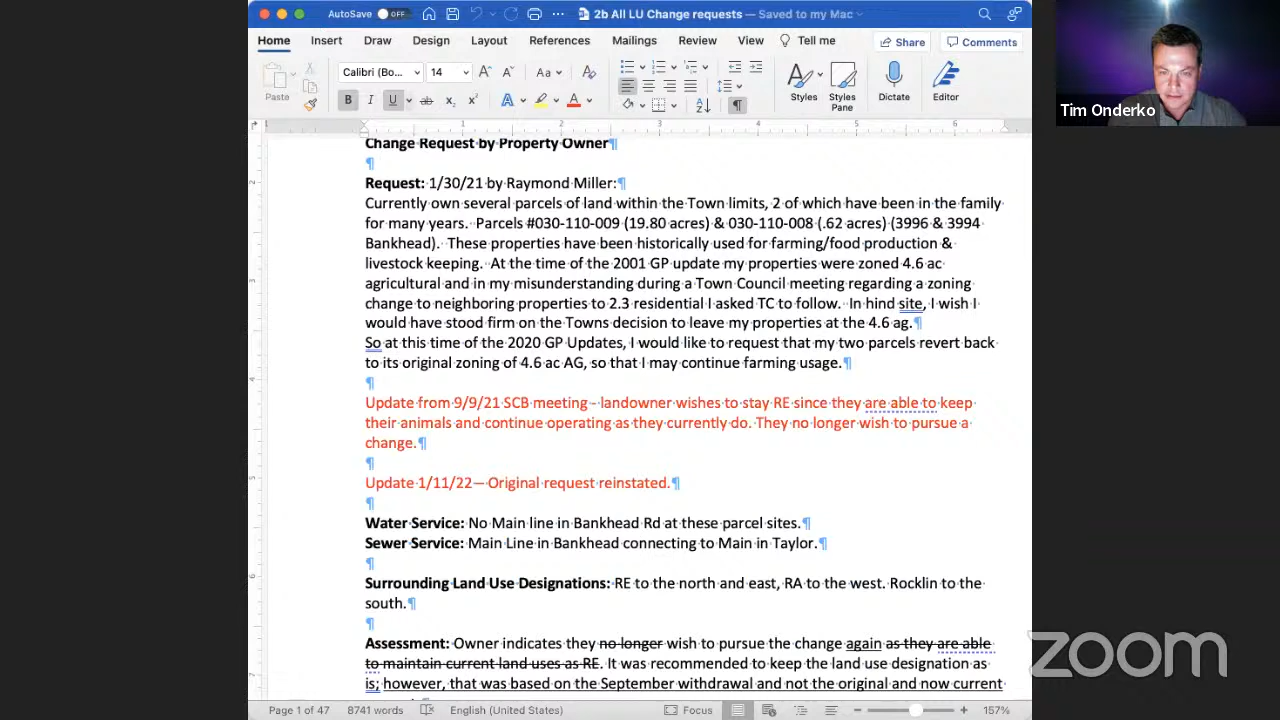 AutoSave OFF 2b All LU Change requests — Saved to my Mac
Home Insert Draw Design Layout References Mailings Review View Tell me Share Comments
Paste Calibri (Bo... 14 Styles Styles Pane Dictate Editor
Tim Onderko
Change Request by Property Owner¶
¶
Request: 1/30/21 by Raymond Miller:¶
Currently own several parcels of land within the Town limits, 2 of which have been in the family
for many years. Parcels #030-110-009 (19.80 acres) & 030-110-008 (.62 acres) (3996 & 3994
Bankhead). These properties have been historically used for farming/food production &
livestock keeping. At the time of the 2001 GP update my properties were zoned 4.6 ac
agricultural and in my misunderstanding during a Town Council meeting regarding a zoning
change to neighboring properties to 2.3 residential I asked TC to follow. In hind site, I wish I
would have stood firm on the Towns decision to leave my properties at the 4.6 ag.¶
So at this time of the 2020 GP Updates, I would like to request that my two parcels revert back
to its original zoning of 4.6 ac AG, so that I may continue farming usage.¶
¶
Update from 9/9/21 SCB meeting - landowner wishes to stay RE since they are able to keep
their animals and continue operating as they currently do. They no longer wish to pursue a
change.¶
¶
Update 1/11/22— Original request reinstated.¶
¶
Water Service: No Main line in Bankhead Rd at these parcel sites.¶
Sewer Service: Main Line in Bankhead connecting to Main in Taylor.¶
¶
Surrounding Land Use Designations: RE to the north and east, RA to the west. Rocklin to the
south.¶
¶
Assessment: Owner indicates they no longer wish to pursue the change again as they are able
to maintain current land uses as RE. It was recommended to keep the land use designation as
is; however, that was based on the September withdrawal and not the original and now current
Page 1 of 47 8741 words English (United States) Focus 157%
zoom